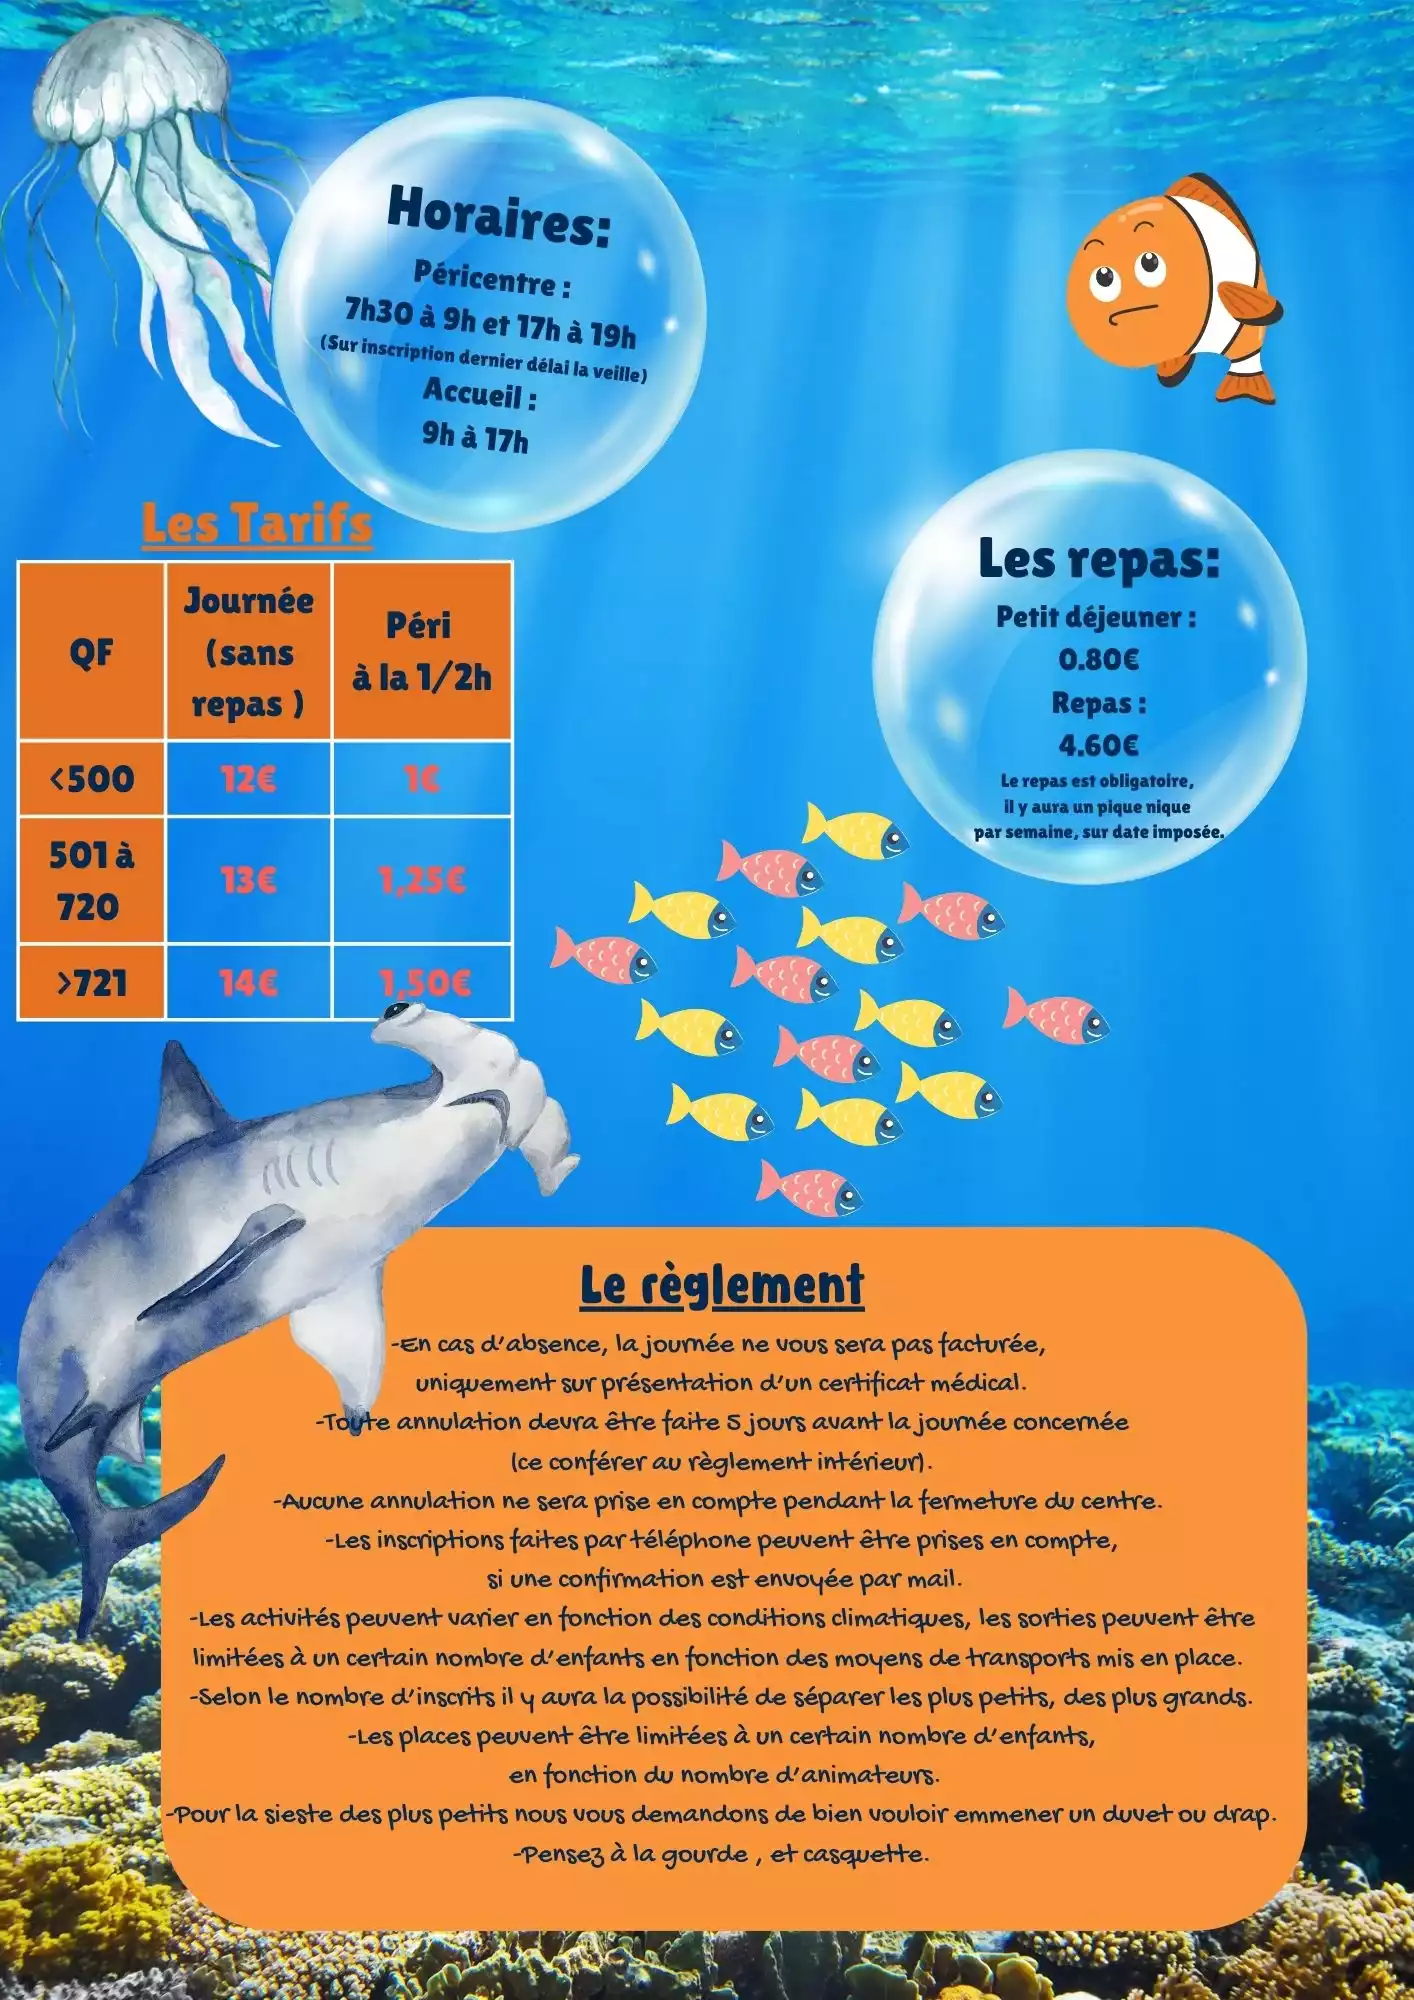 Horaires:
Péricentre :
7h30 à 9h et 17h à 19h
(Sur inscription dernier délai la veille)
Accueil :
9h à 17h
Les Tarifs
QF
Journée
(sans
repas )
Péri
à la 1/2h
<500
12€
1€
501 à
720
13€
1,25€
>721
14€
1,50€
Les repas:
Petit déjeuner :
0.80€
Repas :
4.60€
Le repas est obligatoire,
il y aura un pique nique
par semaine, sur date imposée.
Le règlement
-En cas d'absence, la journée ne vous sera pas facturée,
uniquement sur présentation d'un certificat médical.
-Toute annulation devra être faite 5 jours avant la journée concernée
(ce conférer au règlement intérieur).
-Aucune annulation ne sera prise en compte pendant la fermeture du centre.
-Les inscriptions faites par téléphone peuvent être prises en compte,
si une confirmation est envoyée par mail.
-Les activités peuvent varier en fonction des conditions climatiques, les sorties peuvent être
limitées à un certain nombre d'enfants en fonction des moyens de transports mis en place.
-Selon le nombre d'inscrits il y aura la possibilité de séparer les plus petits, des plus grands.
-Les places peuvent être limitées à un certain nombre d'enfants,
en fonction du nombre d'animateurs.
-Pour la sieste des plus petits nous vous demandons de bien vouloir emmener un duvet ou drap.
-Pensez à la gourde , et casquette.